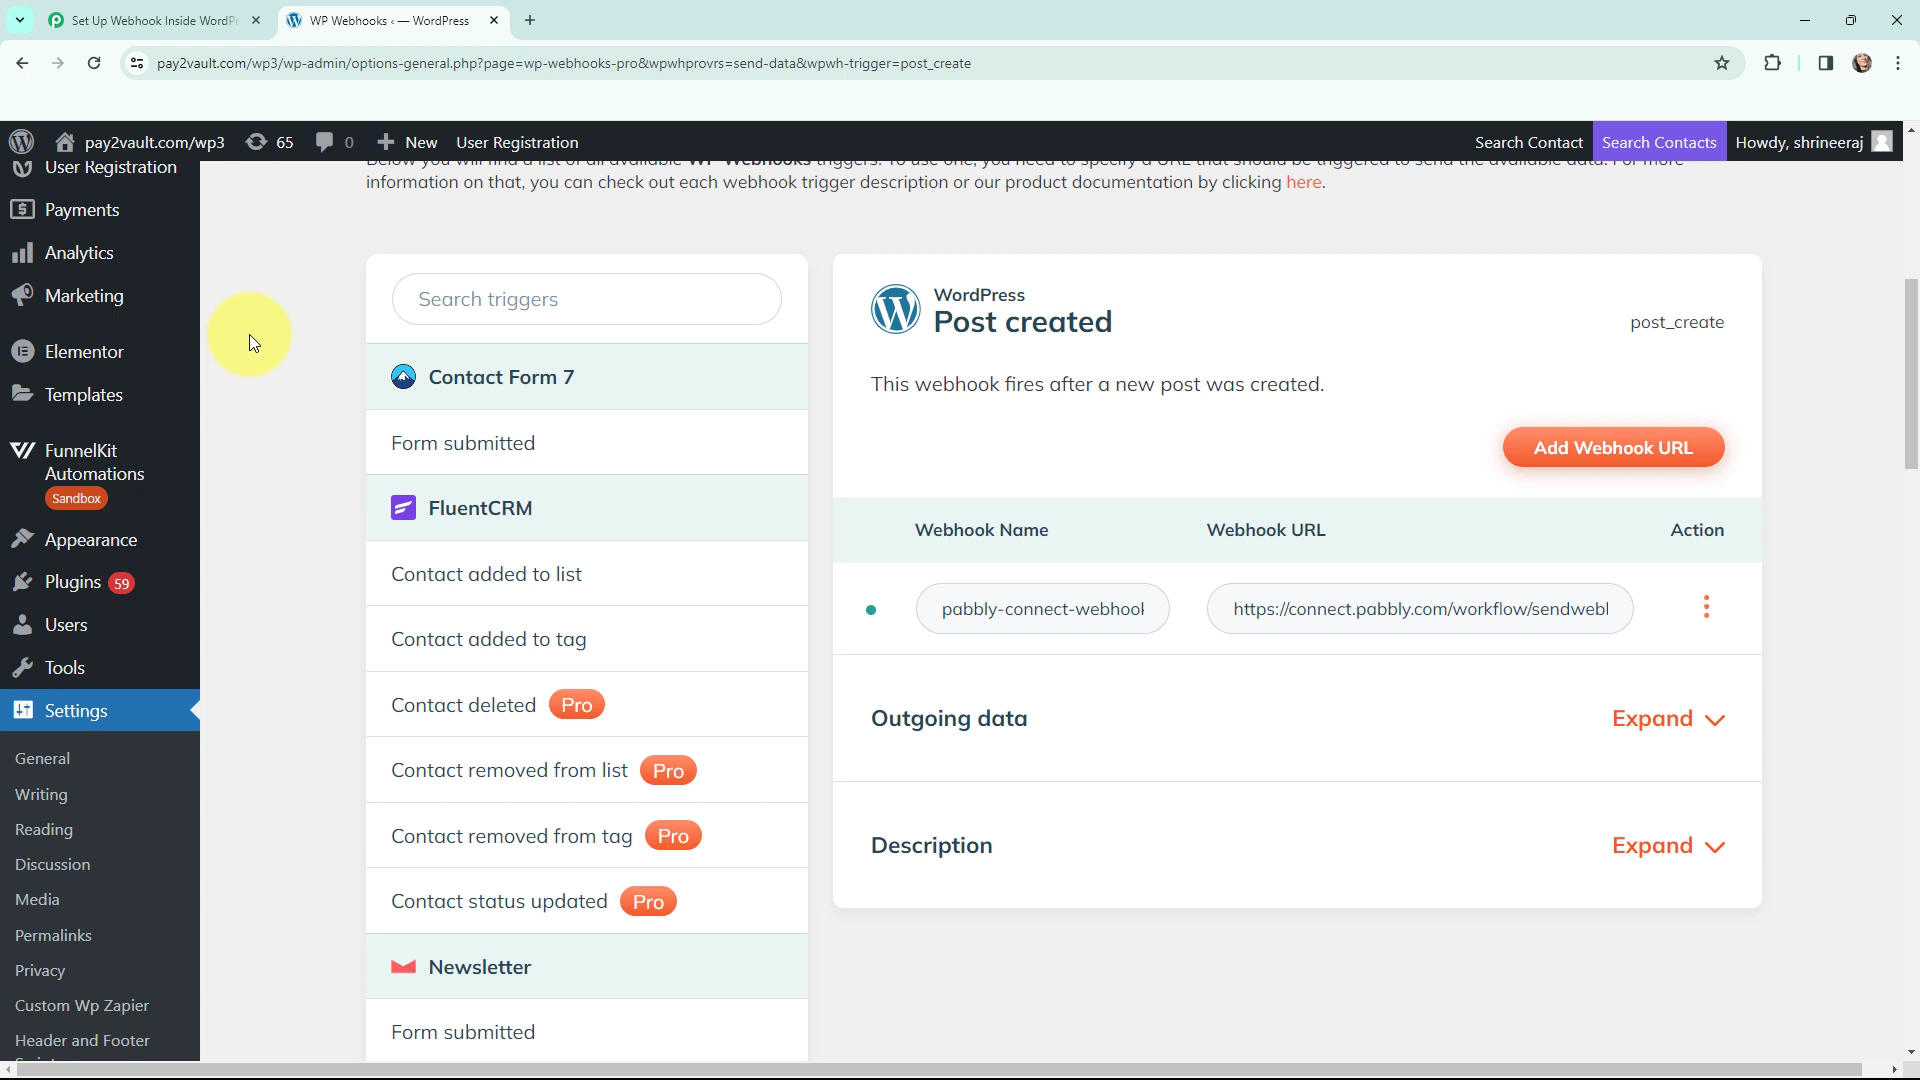 Set Up Webhook Inside WordPr
WP Webhooks ‹ — WordPress
pay2vault.com/wp3/wp-admin/options-general.php?page=wp-webhooks-pro&wpwhprovrs=send-data&wpwh-trigger=post_create
pay2vault.com/wp3
65
0
New
User Registration
Search Contact
Search Contacts
Howdy, shrineeraj
User Registration
Payments
Analytics
Marketing
Elementor
Templates
FunnelKit
Automations
Sandbox
Appearance
Plugins 59
Users
Tools
Settings
General
Writing
Reading
Discussion
Media
Permalinks
Privacy
Custom Wp Zapier
Header and Footer
Below you will find a list of all available WP Webhooks triggers. To use one, you need to specify a URL that should be triggered to send the available data. For more
information on that, you can check out each webhook trigger description or our product documentation by clicking here.
Search triggers
Contact Form 7
Form submitted
FluentCRM
Contact added to list
Contact added to tag
Contact deleted Pro
Contact removed from list Pro
Contact removed from tag Pro
Contact status updated Pro
Newsletter
Form submitted
WordPress
Post created
post_create
This webhook fires after a new post was created.
Add Webhook URL
Webhook Name Webhook URL Action
pabbly-connect-webhook https://connect.pabbly.com/workflow/sendwebl
Outgoing data Expand
Description Expand